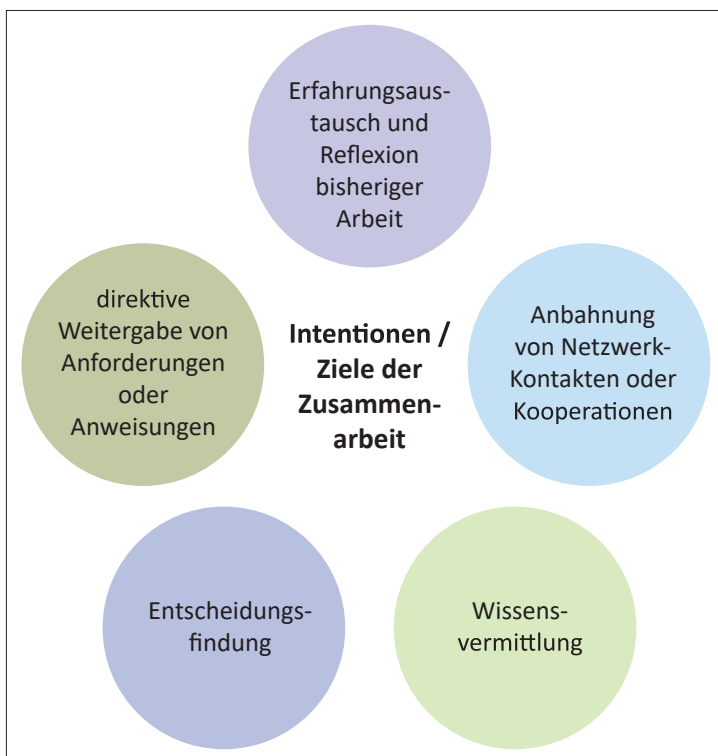 Erfahrungsaus-
tausch und
Reflexion
bisheriger
Arbeit
direktive
Weitergabe von
Anforderungen
oder
Anweisungen
Intentionen /
Ziele der
Zusammen-
arbeit
Anbahnung
von Netzwerk-
Kontakten oder
Kooperationen
Entscheidungs-
findung
Wissens-
vermittlung